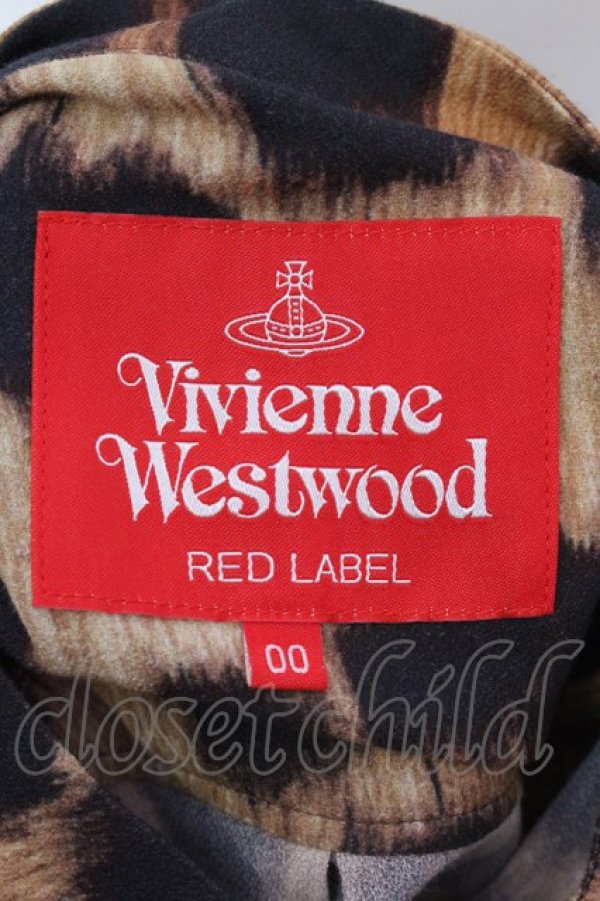 Vivienne
Westwood
RED LABEL
00
closetchild